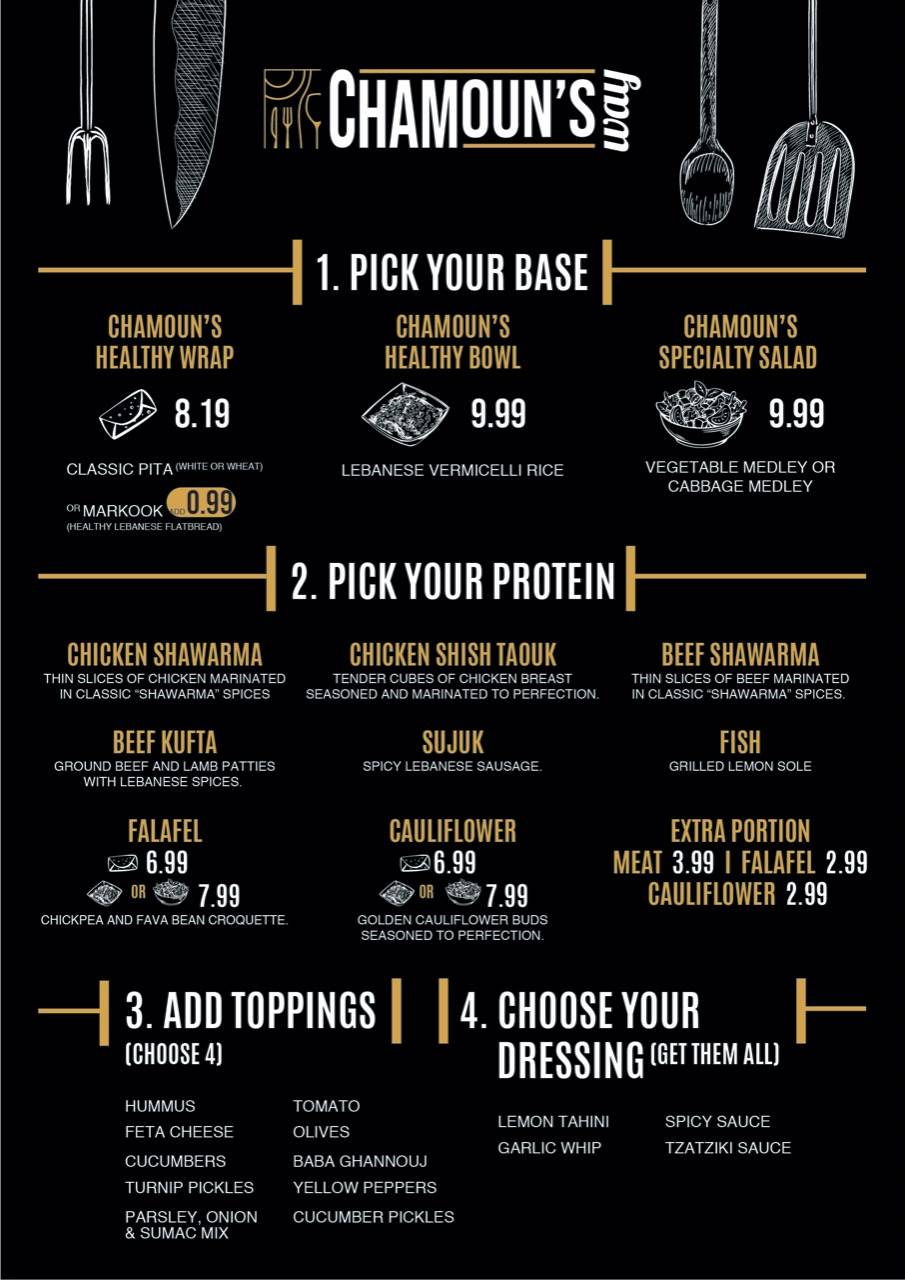 CHAMOUN'S way
1. PICK YOUR BASE
CHAMOUN'S
HEALTHY WRAP
8.19
CLASSIC PITA (WHITE OR WHEAT)
OR MARKOOK ADD 0.99
(HEALTHY LEBANESE FLATBREAD)
CHAMOUN'S
HEALTHY BOWL
9.99
LEBANESE VERMICELLI RICE
CHAMOUN'S
SPECIALTY SALAD
9.99
VEGETABLE MEDLEY OR
CABBAGE MEDLEY
2. PICK YOUR PROTEIN
CHICKEN SHAWARMA
THIN SLICES OF CHICKEN MARINATED
IN CLASSIC “SHAWARMA” SPICES
CHICKEN SHISH TAOUK
TENDER CUBES OF CHICKEN BREAST
SEASONED AND MARINATED TO PERFECTION.
BEEF SHAWARMA
THIN SLICES OF BEEF MARINATED
IN CLASSIC “SHAWARMA” SPICES.
BEEF KUFTA
GROUND BEEF AND LAMB PATTIES
WITH LEBANESE SPICES.
SUJUK
SPICY LEBANESE SAUSAGE.
FISH
GRILLED LEMON SOLE
FALAFEL
6.99
OR 7.99
CHICKPEA AND FAVA BEAN CROQUETTE.
CAULIFLOWER
6.99
OR 7.99
GOLDEN CAULIFLOWER BUDS
SEASONED TO PERFECTION.
EXTRA PORTION
MEAT 3.99 | FALAFEL 2.99
CAULIFLOWER 2.99
3. ADD TOPPINGS
(CHOOSE 4)
HUMMUS
FETA CHEESE
CUCUMBERS
TURNIP PICKLES
PARSLEY, ONION
& SUMAC MIX
TOMATO
OLIVES
BABA GHANNOUJ
YELLOW PEPPERS
CUCUMBER PICKLES
4. CHOOSE YOUR
DRESSING (GET THEM ALL)
LEMON TAHINI
GARLIC WHIP
SPICY SAUCE
TZATZIKI SAUCE